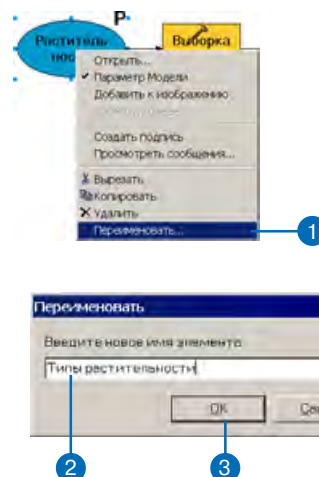 P
Раститель
нос
Выборка
Открыть...
Параметр Модели
Добавить к изображению
Создать подпись
Просмотреть сообщения...
Вырезать
Копировать
Удалить
Переименовать...
1
Переименовать
Введите новое имя элемента
Типы растительности
OK
2
3